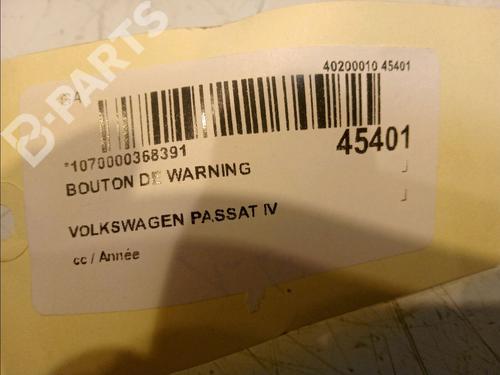 B-PARTS
40200010 45401
*1070000368391
45401
BOUTON DE WARNING
VOLKSWAGEN PASSAT IV
cc / Année